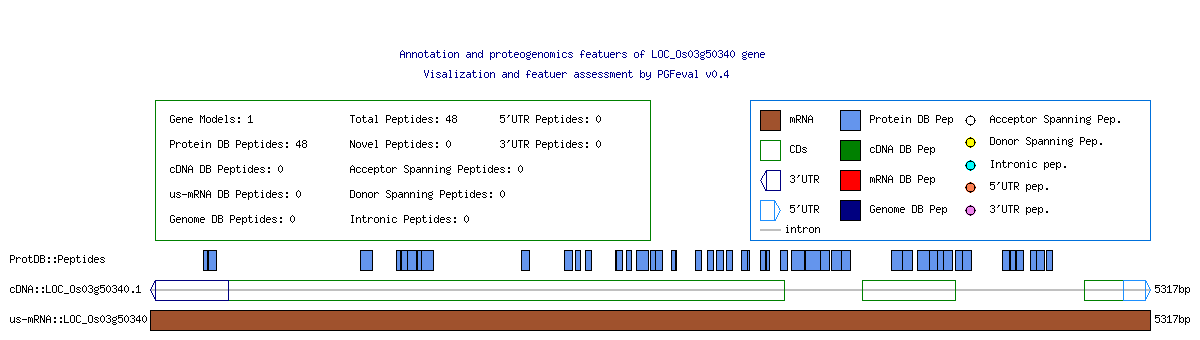 Annotation and proteogenomics featuers of LOC_Os03g50340 gene
Visalization and featuer assessment by PGFeval v0.4
Gene Models: 1 Total Peptides: 48 5'UTR Peptides: 0
Protein DB Peptides: 48 Novel Peptides: 0 3'UTR Peptides: 0
cDNA DB Peptides: 0 Acceptor Spanning Peptides: 0
us-mRNA DB Peptides: 0 Donor Spanning Peptides: 0
Genome DB Peptides: 0 Intronic Peptides: 0
mRNA Protein DB Pep Acceptor Spanning Pep.
CDs cDNA DB Pep Donor Spanning Pep.
3'UTR mRNA DB Pep Intronic pep.
5'UTR Genome DB Pep 5'UTR pep.
intron 3'UTR pep.
ProtDB::Peptides
cDNA::LOC_Os03g50340.1 5317bp
us-mRNA::LOC_Os03g50340 5317bp